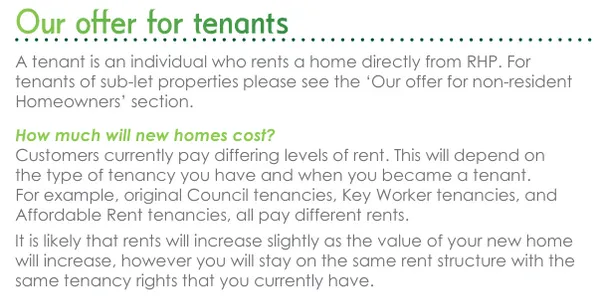 Our offer for tenants
A tenant is an individual who rents a home directly from RHP. For
tenants of sub-let properties please see the ‘Our offer for non-resident
Homeowners’ section.
How much will new homes cost?
Customers currently pay differing levels of rent. This will depend on
the type of tenancy you have and when you became a tenant.
For example, original Council tenancies, Key Worker tenancies, and
Affordable Rent tenancies, all pay different rents.
It is likely that rents will increase slightly as the value of your new home
will increase, however you will stay on the same rent structure with the
same tenancy rights that you currently have.